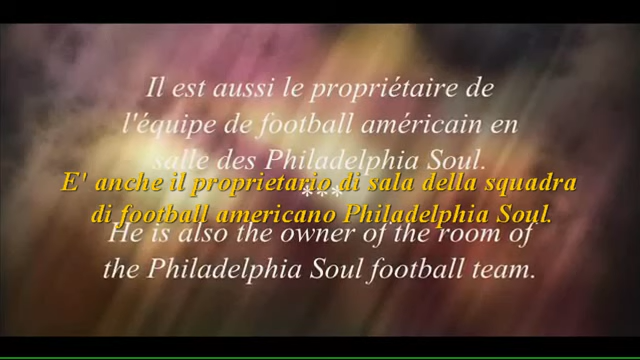 Il est aussi le propriétaire de
l'équipe de football américain en
salle des Philadelphia Soul.
***
E' anche il proprietario di sala della squadra
di football americano Philadelphia Soul.
He is also the owner of the room of
the Philadelphia Soul football team.